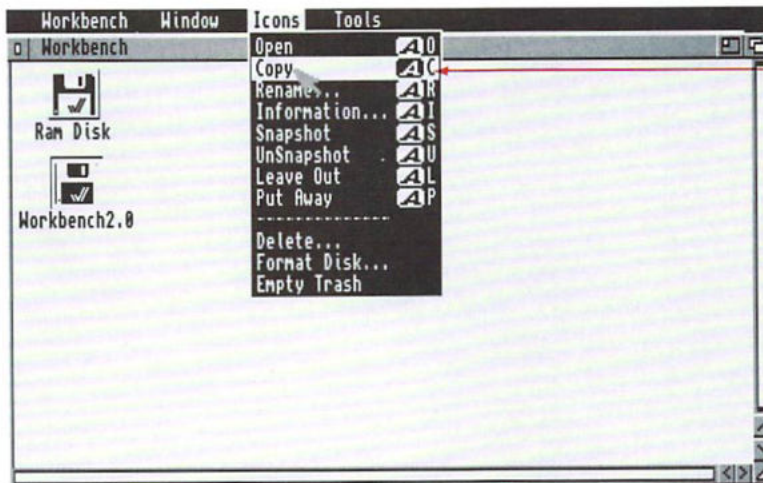 Workbench Window Icons Tools
Workbench
Open A O
Copy A C
Rename... A R
Information... A I
Snapshot A S
UnSnapshot A U
Leave Out A L
Put Away A P
Delete...
Format Disk...
Empty Trash
Ram Disk
Workbench2.0